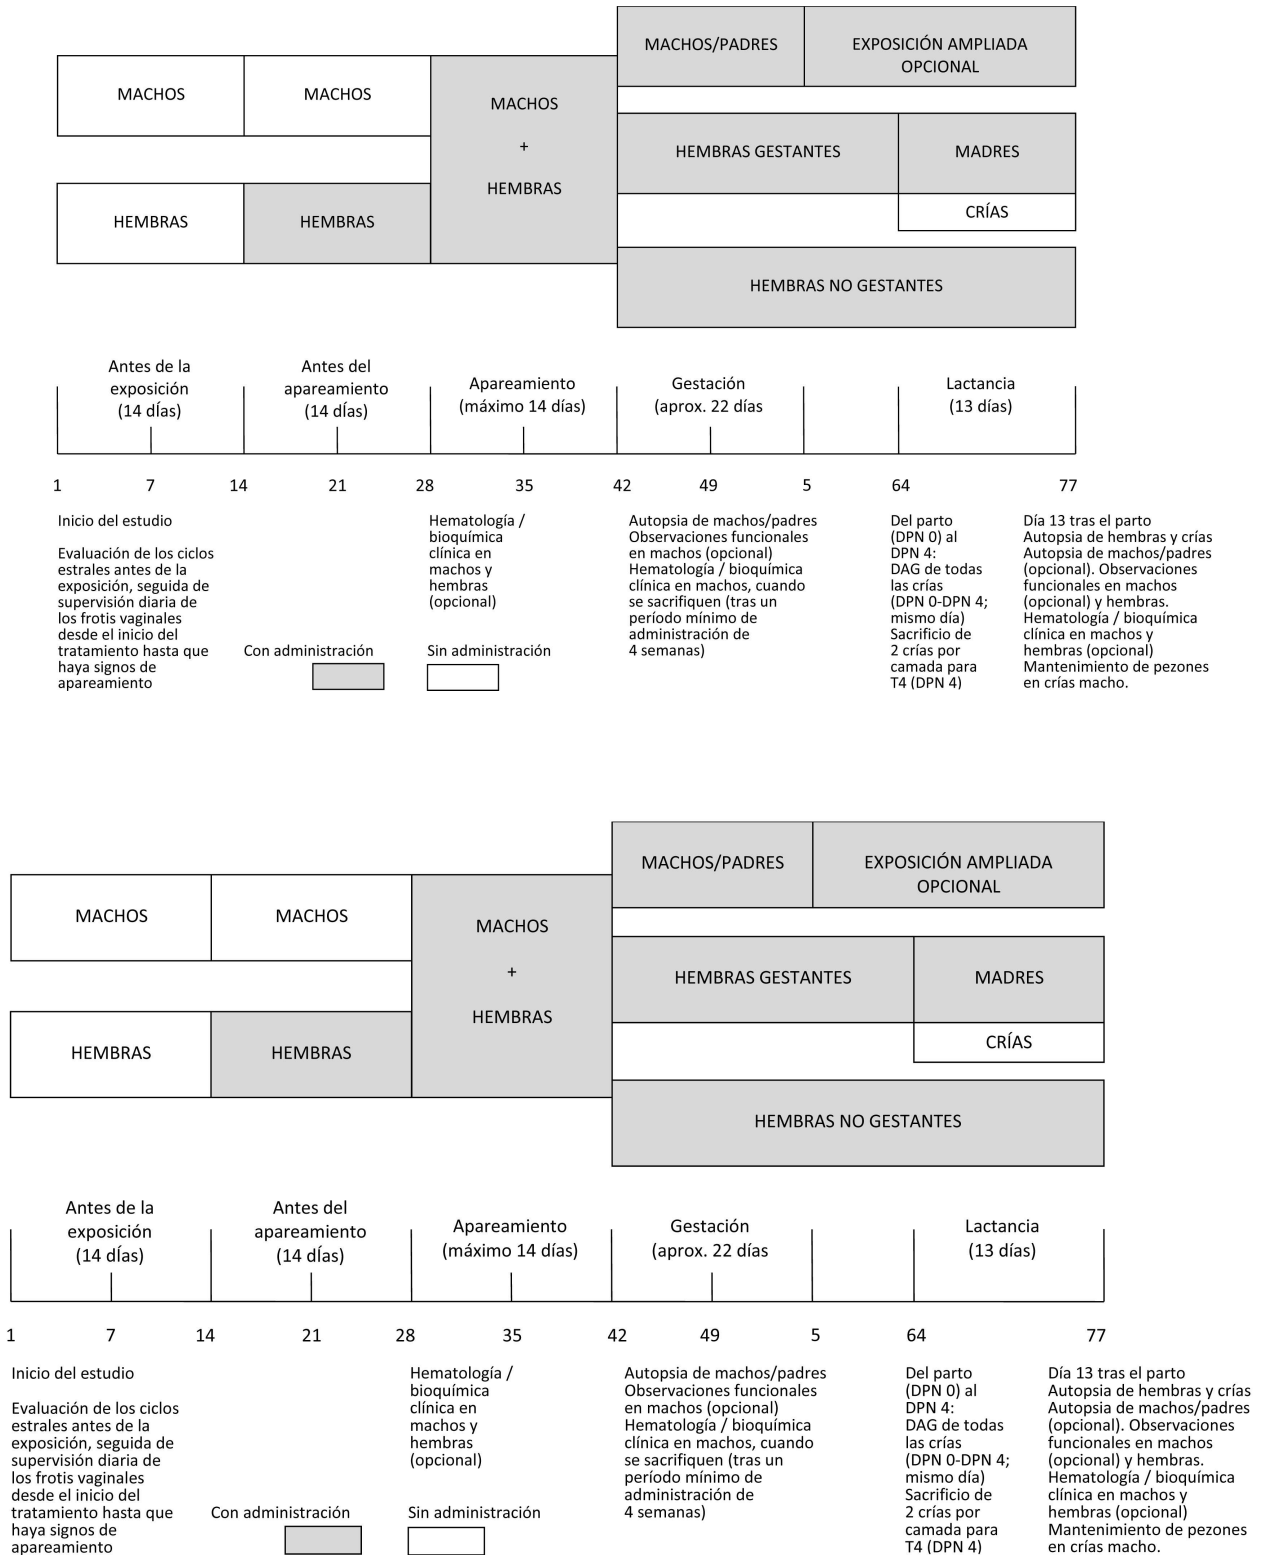 MACHOS/PADRES
EXPOSICIÓN AMPLIADA
OPCIONAL
MACHOS
MACHOS
MACHOS
+
HEMBRAS
HEMBRAS GESTANTES
MADRES
HEMBRAS
HEMBRAS
CRÍAS
HEMBRAS NO GESTANTES
Antes de la
exposición
(14 dÍas)
Antes del
apareamiento
(14 dÍas)
Apareamiento
(máximo 14 días)
Gestación
(aprox. 22 días
Lactancia
(13 días)
1 7 14 21 28 35 42 49 5 64 77
Inicio del estudio
Evaluación de los ciclos
estrales antes de la
exposición, seguida de
supervisión diaria de
los frotis vaginales
desde el inicio del
tratamiento hasta que
haya signos de
apareamiento
Con administración
Sin administración
Hematología /
bioquímica
clínica en
machos y
hembras
(opcional)
Autopsia de machos/padres
Observaciones funcionales
en machos (opcional)
Hematología / bioquímica
clínica en machos, cuando
se sacrifiquen (tras un
período mínimo de
administración de
4 semanas)
Del parto
(DPN 0) al
DPN 4:
DAG de todas
las crías
(DPN 0-DPN 4;
mismo día)
Sacrificio de
2 crías por
camada para
T4 (DPN 4)
Día 13 tras el parto
Autopsia de hembras y crías
Autopsia de machos/padres
(opcional). Observaciones
funcionales en machos
(opcional) y hembras.
Hematología / bioquímica
clínica en machos y
hembras (opcional)
Mantenimiento de pezones
en crías macho.
MACHOS/PADRES
EXPOSICIÓN AMPLIADA
OPCIONAL
MACHOS
MACHOS
MACHOS
+
HEMBRAS
HEMBRAS GESTANTES
MADRES
HEMBRAS
HEMBRAS
CRÍAS
HEMBRAS NO GESTANTES
Antes de la
exposición
(14 dÍas)
Antes del
apareamiento
(14 dÍas)
Apareamiento
(máximo 14 días)
Gestación
(aprox. 22 días
Lactancia
(13 días)
1 7 14 21 28 35 42 49 5 64 77
Inicio del estudio
Evaluación de los ciclos
estrales antes de la
exposición, seguida de
supervisión diaria de
los frotis vaginales
desde el inicio del
tratamiento hasta que
haya signos de
apareamiento
Con administración
Sin administración
Hematología /
bioquímica
clínica en
machos y
hembras
(opcional)
Autopsia de machos/padres
Observaciones funcionales
en machos (opcional)
Hematología / bioquímica
clínica en machos, cuando
se sacrifiquen (tras un
período mínimo de
administración de
4 semanas)
Del parto
(DPN 0) al
DPN 4:
DAG de todas
las crías
(DPN 0-DPN 4;
mismo día)
Sacrificio de
2 crías por
camada para
T4 (DPN 4)
Día 13 tras el parto
Autopsia de hembras y crías
Autopsia de machos/padres
(opcional). Observaciones
funcionales en machos
(opcional) y hembras.
Hematología / bioquímica
clínica en machos y
hembras (opcional)
Mantenimiento de pezones
en crías macho.